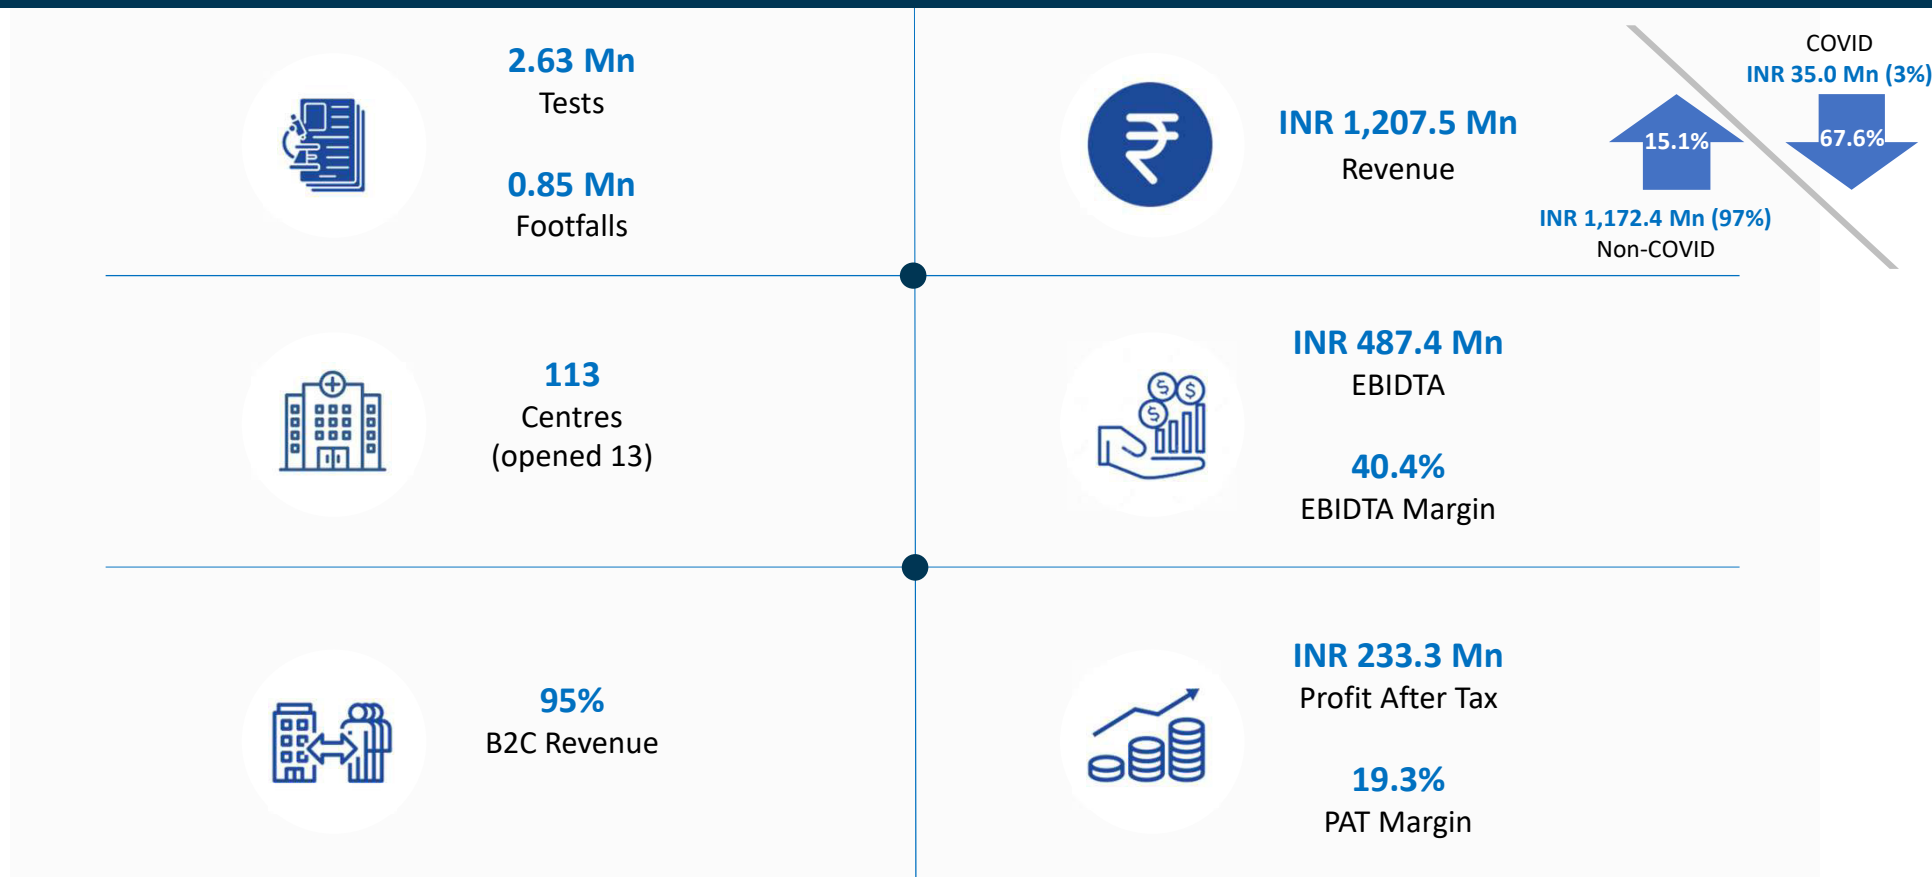 2.63 Mn
Tests
0.85 Mn
Footfalls
INR 1,207.5 Mn
Revenue
COVID
INR 35.0 Mn (3%)
67.6%
15.1%
INR 1,172.4 Mn (97%)
Non-COVID
113
Centres
(opened 13)
INR 487.4 Mn
EBIDTA
40.4%
EBIDTA Margin
95%
B2C Revenue
INR 233.3 Mn
Profit After Tax
19.3%
PAT Margin